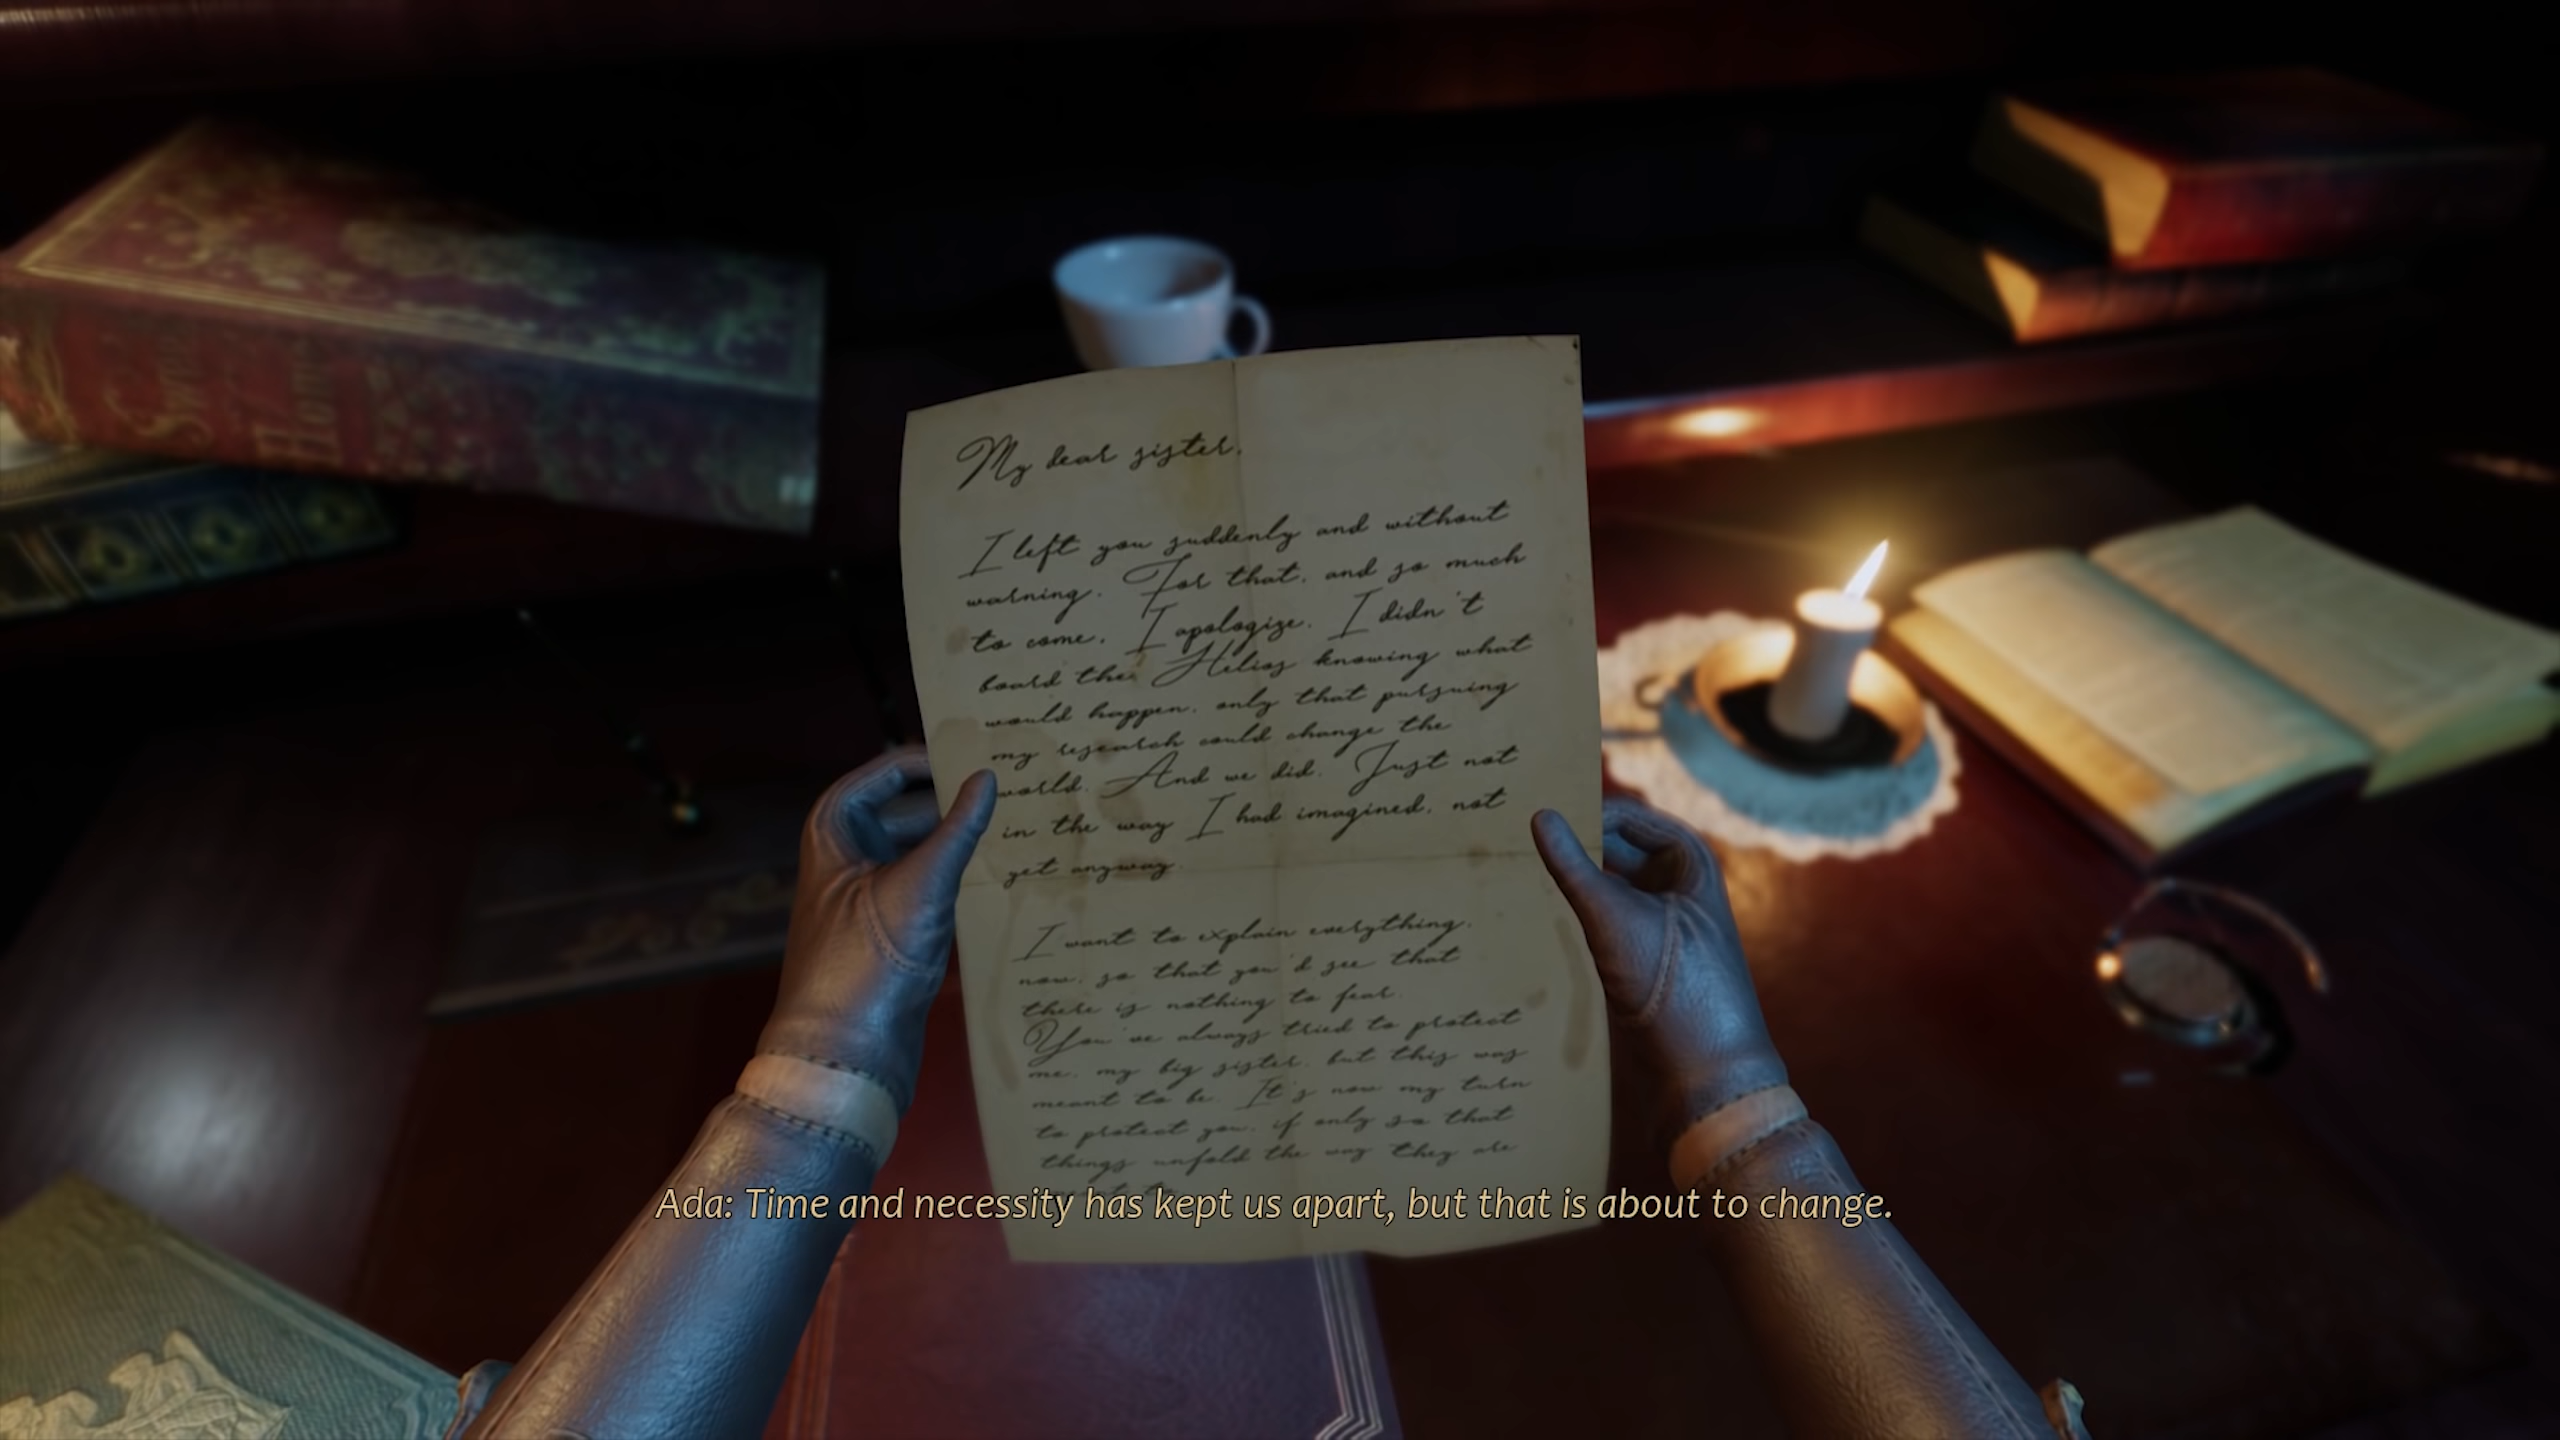 My dear sister,
I left you suddenly and without
warning. For that, and so much
to come, I apologize. I didn't
board the Helios knowing what
would happen, only that pursuing
my research could change the
world. And we did. Just not
in the way I had imagined, not
yet anyway.
I want to explain everything,
now, so that you'd see that
there is nothing to fear.
You've always tried to protect
me, my big sister, but this was
meant to be. It's now my turn
to protect you, if only so that
things unfold the way they are
Ada: Time and necessity has kept us apart, but that is about to change.